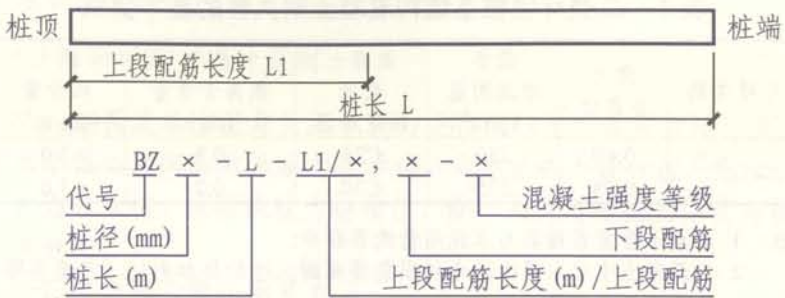 桩顶 桩端
上段配筋长度 L1
桩长 L
BZ × - L - L1/×, × - ×
代号 混凝土强度等级
桩径(mm) 下段配筋
桩长(m) 上段配筋长度(m)/上段配筋